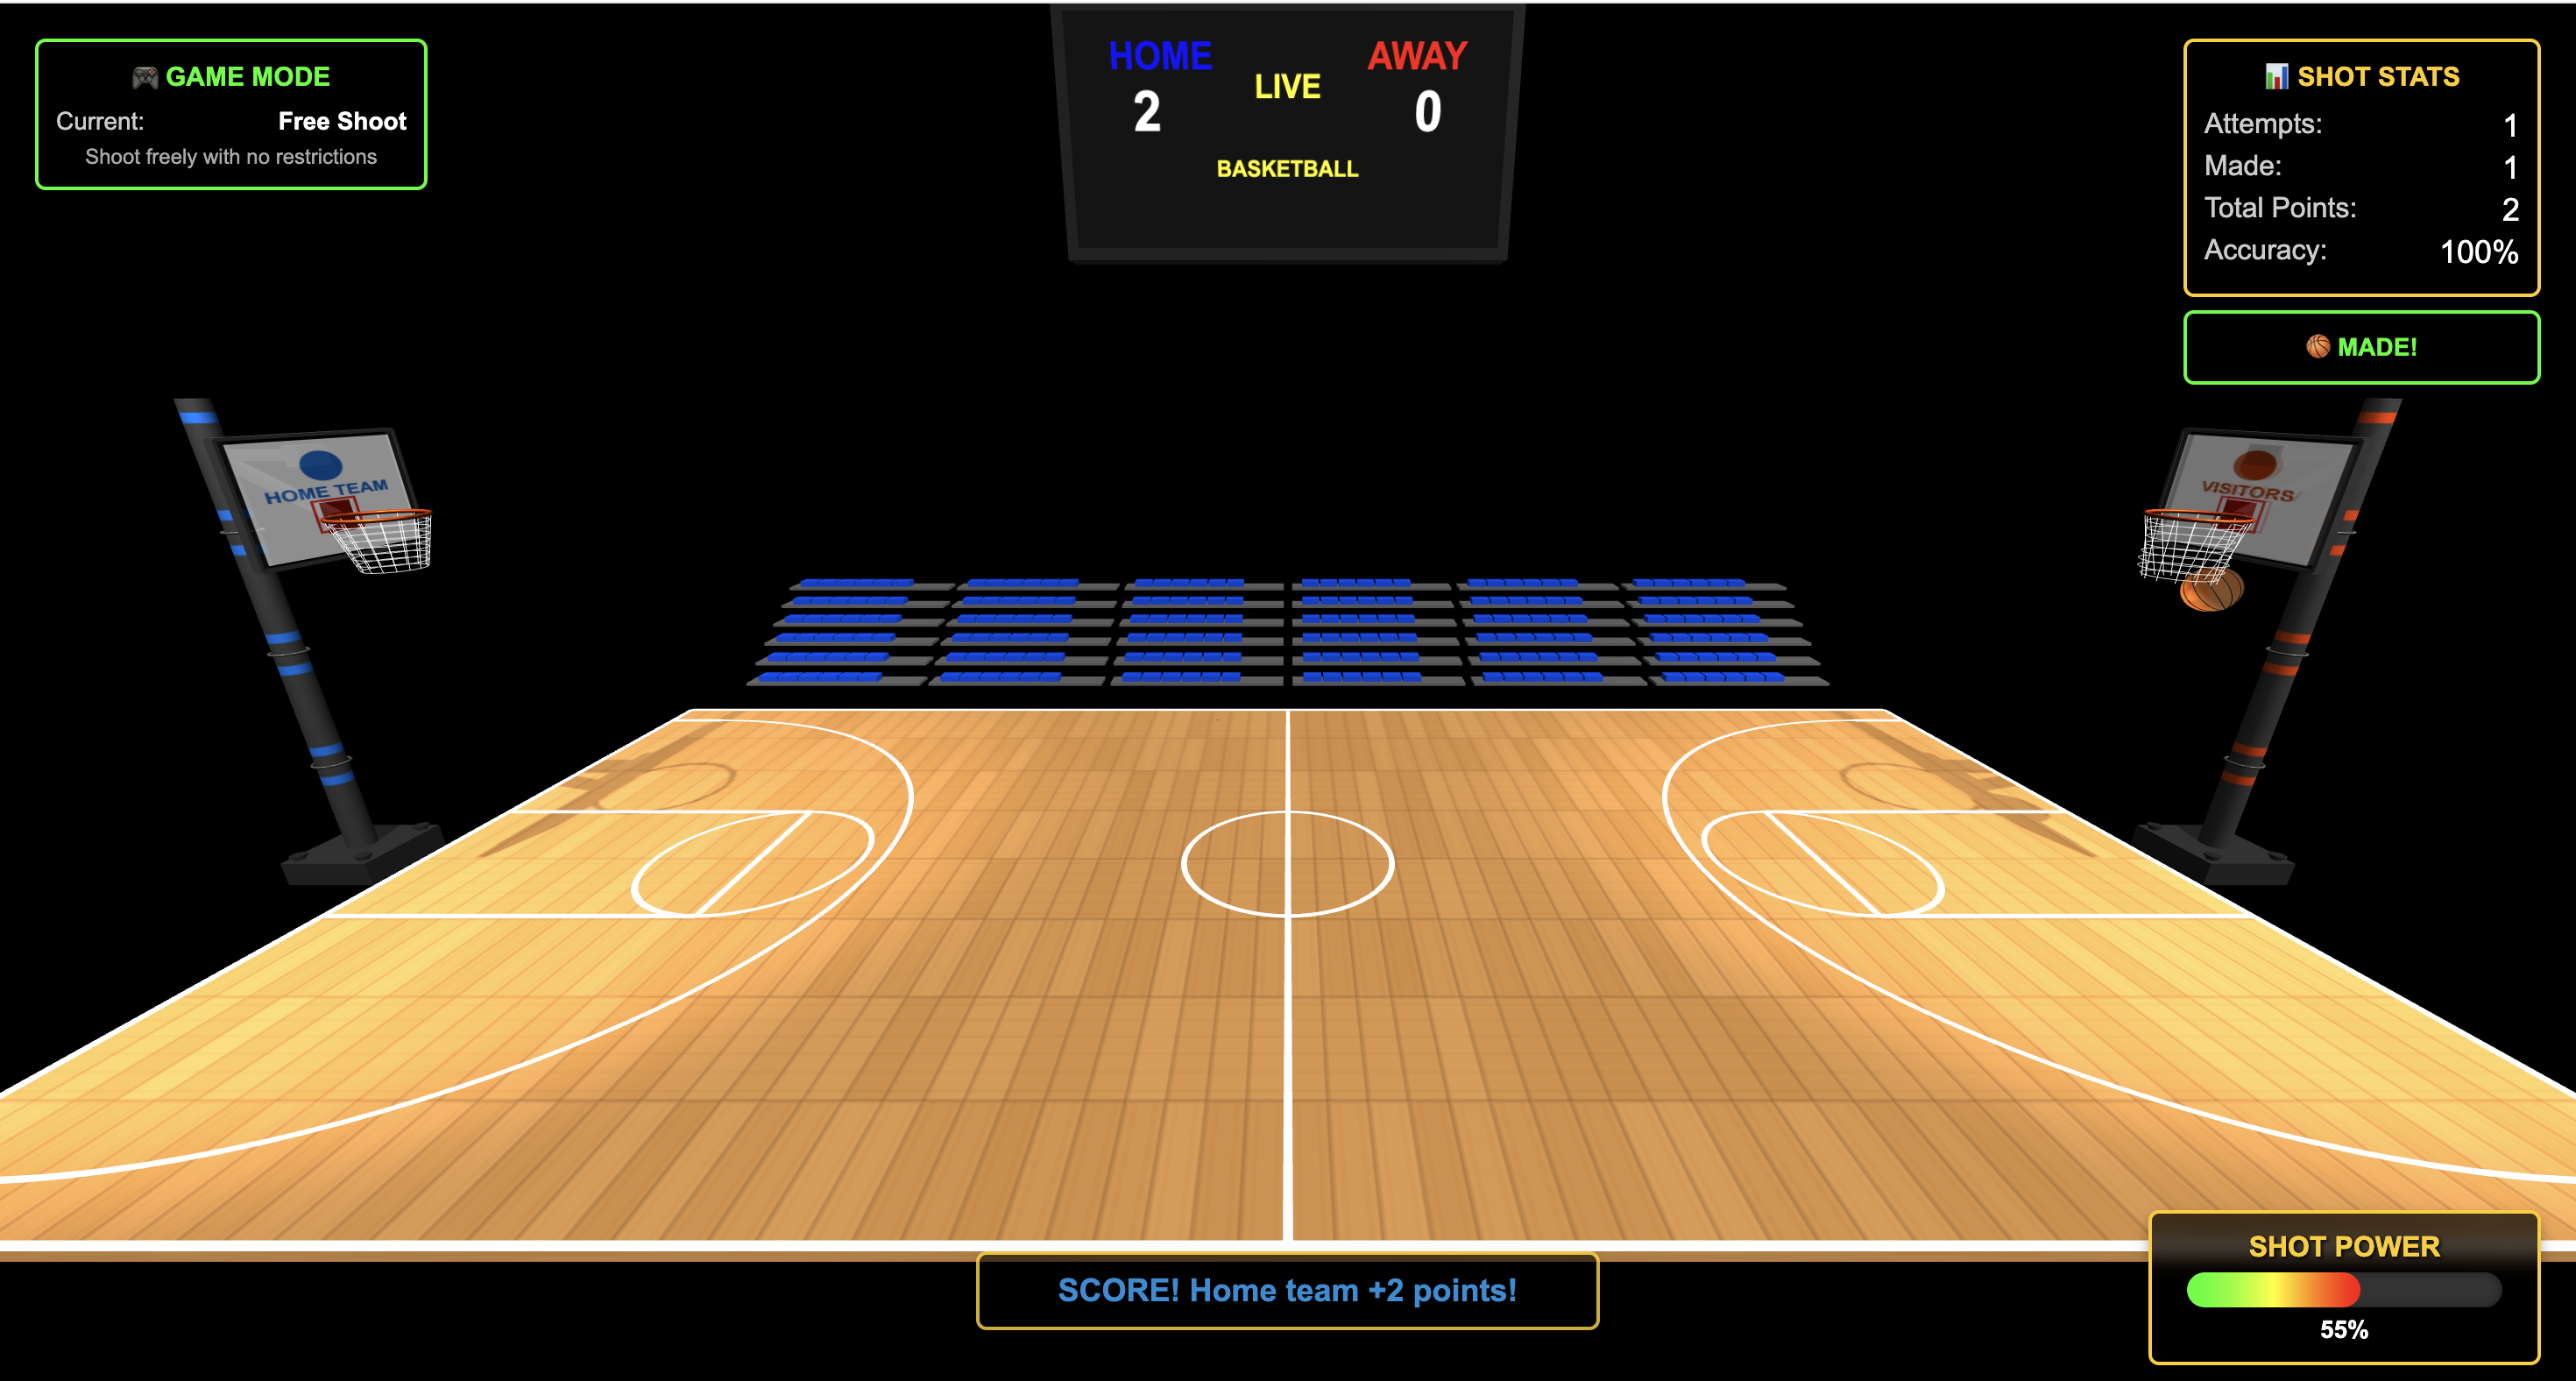 🎮 GAME MODE
Current: Free Shoot
Shoot freely with no restrictions
HOME LIVE AWAY
2 0
BASKETBALL
📊 SHOT STATS
Attempts: 1
Made: 1
Total Points: 2
Accuracy: 100%
🏀 MADE!
HOME TEAM
VISITORS
SCORE! Home team +2 points!
SHOT POWER
55%